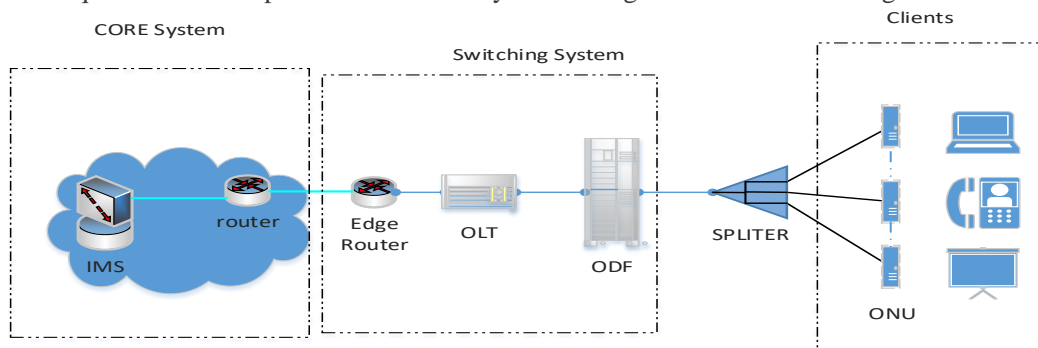 Clients
CORE System
Switching System
router
Edge
Router
OLT
SPLITER
IMS
ODF
ONU